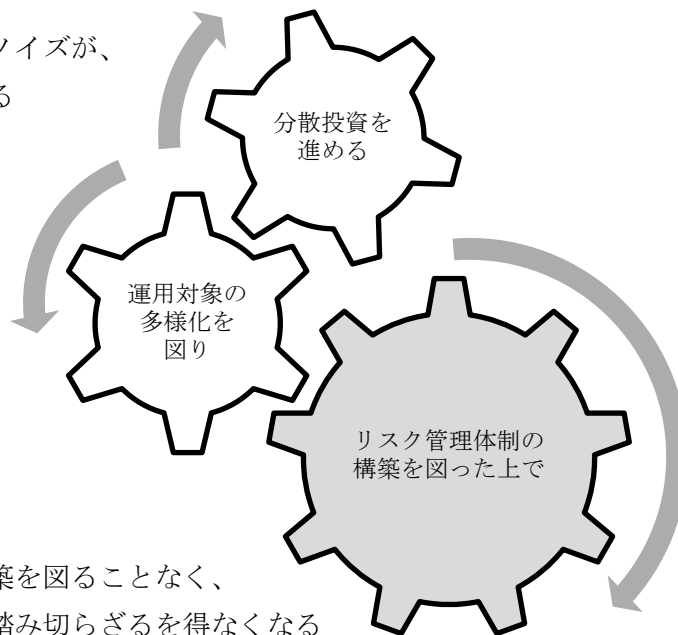 ノイズが、
る
分散投資を
進める
運用対象の
多様化を
図り
リスク管理体制の
構築を図った上で
築を図ることなく、
踏み切らざるを得なくなる